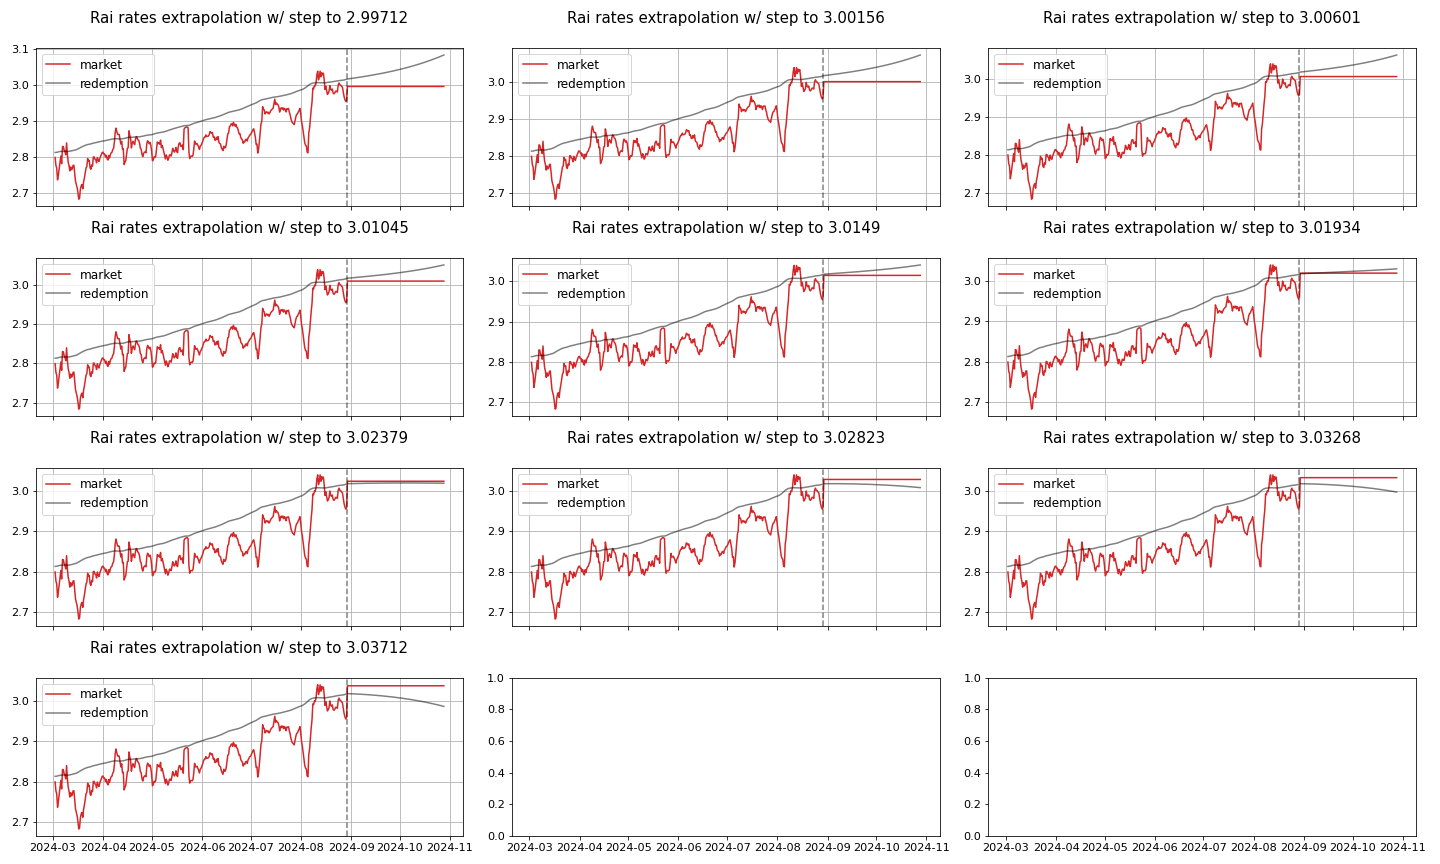 Rai rates extrapolation w/ step to 2.99712
Rai rates extrapolation w/ step to 3.00156
Rai rates extrapolation w/ step to 3.00601
3.1
3.0
2.9
2.8
2.7
market
redemption
3.0
2.9
2.8
2.7
market
redemption
3.0
2.9
2.8
2.7
market
redemption
Rai rates extrapolation w/ step to 3.01045
Rai rates extrapolation w/ step to 3.0149
Rai rates extrapolation w/ step to 3.01934
3.0
2.9
2.8
2.7
market
redemption
3.0
2.9
2.8
2.7
market
redemption
3.0
2.9
2.8
2.7
market
redemption
Rai rates extrapolation w/ step to 3.02379
Rai rates extrapolation w/ step to 3.02823
Rai rates extrapolation w/ step to 3.03268
3.0
2.9
2.8
2.7
market
redemption
3.0
2.9
2.8
2.7
market
redemption
3.0
2.9
2.8
2.7
market
redemption
Rai rates extrapolation w/ step to 3.03712
3.0
2.9
2.8
2.7
market
redemption
2024-03 2024-04 2024-05 2024-06 2024-07 2024-08 2024-09 2024-10 2024-11
1.0
0.8
0.6
0.4
0.2
0.0
2024-03 2024-04 2024-05 2024-06 2024-07 2024-08 2024-09 2024-10 2024-11
1.0
0.8
0.6
0.4
0.2
0.0
2024-03 2024-04 2024-05 2024-06 2024-07 2024-08 2024-09 2024-10 2024-11